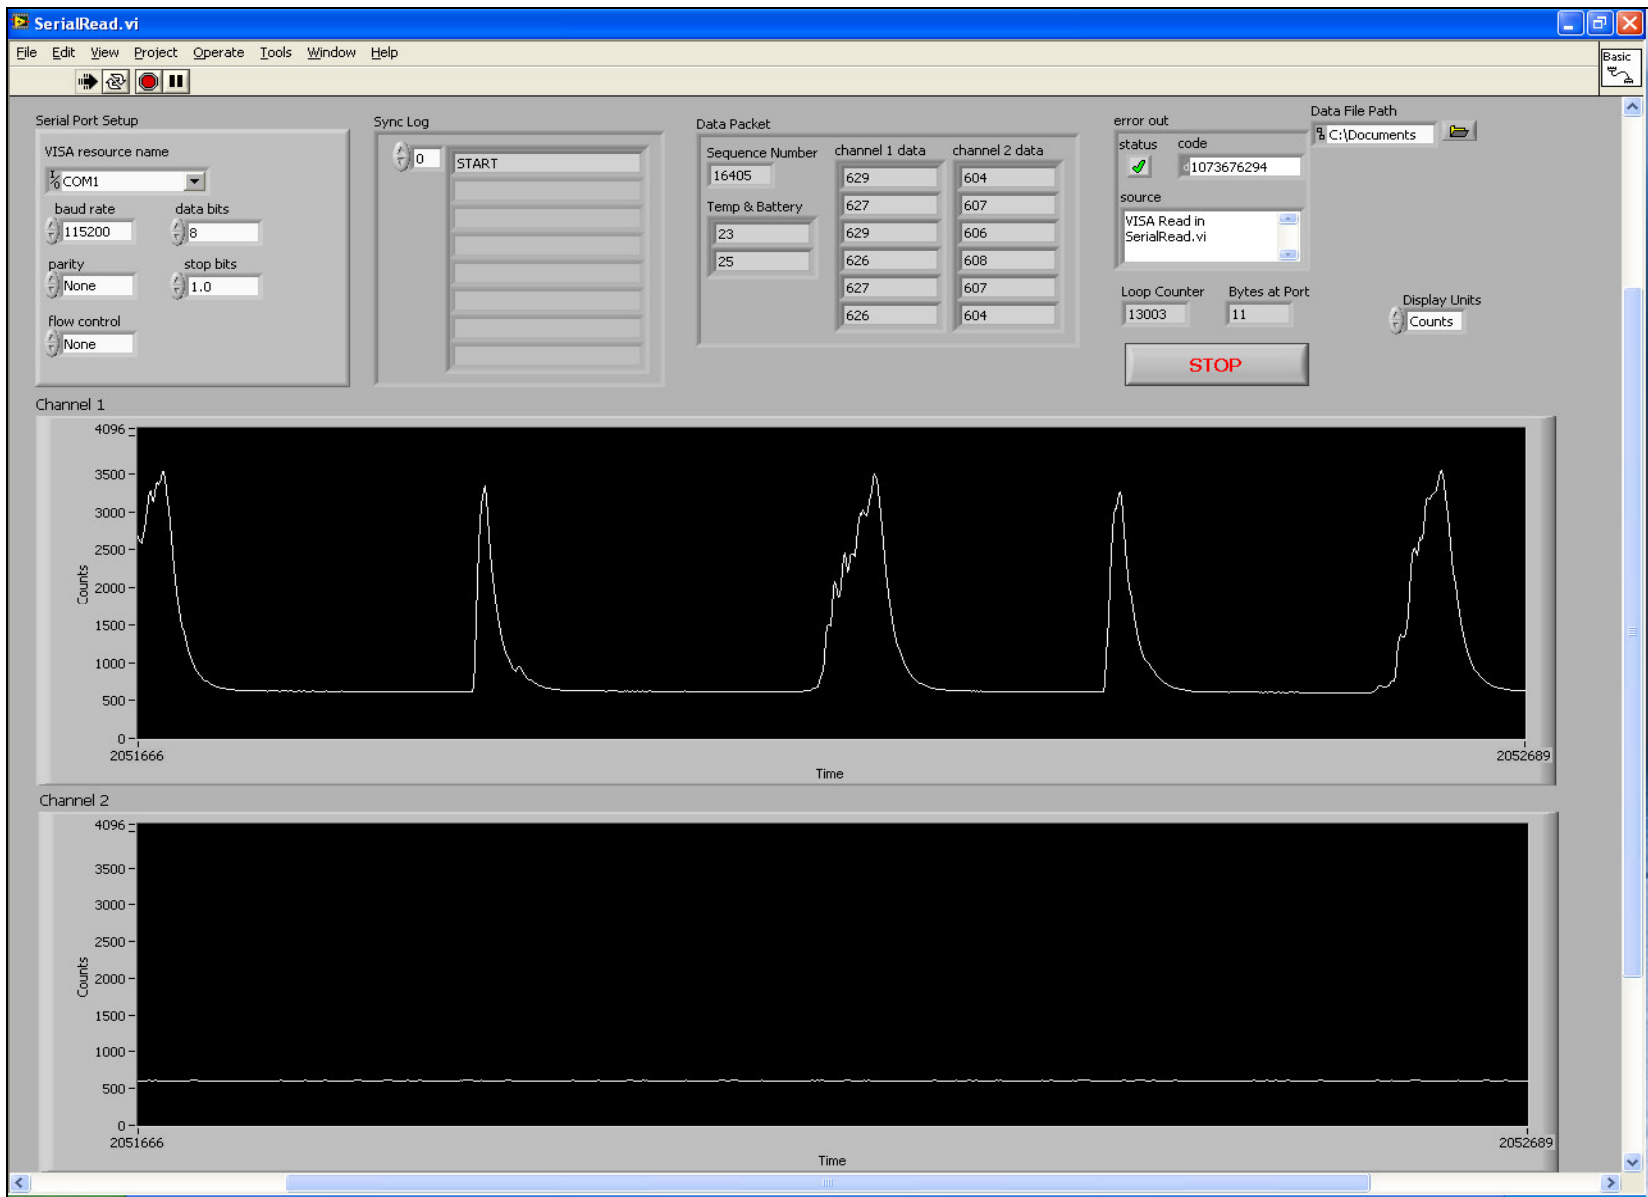 SerialRead.vi
File Edit View Project Operate Tools Window Help
Basic
Serial Port Setup
VISA resource name
COM1
baud rate data bits
115200 8
parity stop bits
None 1.0
flow control
None
Sync Log
0 START
Data Packet
Sequence Number
16405
Temp & Battery
23
25
channel 1 data
629
627
629
626
627
626
channel 2 data
604
607
606
608
607
604
error out
status code
d 1073676294
source
VISA Read in
SerialRead.vi
Loop Counter Bytes at Port
13003 11
STOP
Data File Path
C:\Documents
Display Units
Counts
Channel 1
4096
3500
3000
2500
2000
1500
1000
500
0
Counts
2051666 2052689
Time
Channel 2
4096
3500
3000
2500
2000
1500
1000
500
0
Counts
2051666 2052689
Time